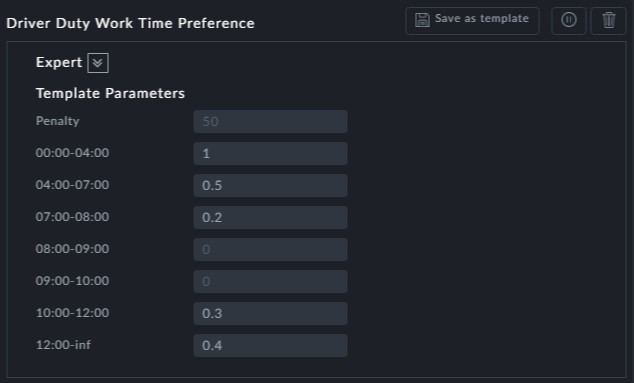 Driver Duty Work Time Preference
Save as template
Expert
Template Parameters
Penalty 50
00:00-04:00 1
04:00-07:00 0.5
07:00-08:00 0.2
08:00-09:00 0
09:00-10:00 0
10:00-12:00 0.3
12:00-inf 0.4